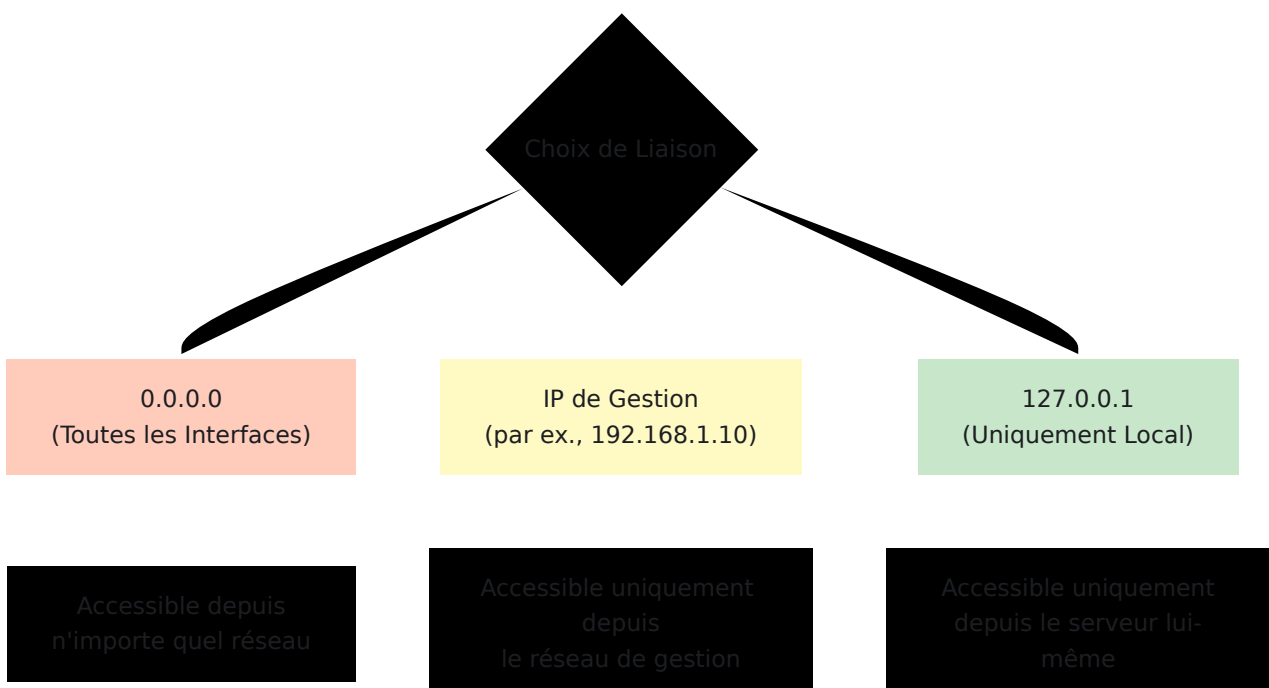 Choix de Liaison
0.0.0.0
(Toutes les Interfaces)
IP de Gestion
(par ex., 192.168.1.10)
127.0.0.1
(Uniquement Local)
Accessible depuis
n'importe quel réseau
Accessible uniquement
depuis
le réseau de gestion
Accessible uniquement
depuis le serveur lui-
même